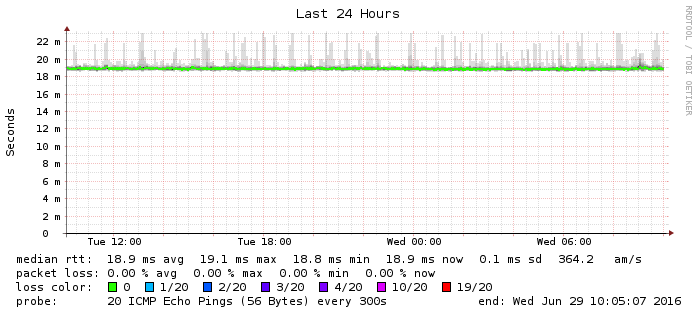 Last 24 Hours
RRDTOOL / TOBI OETIKER
Seconds
22 m
20 m
18 m
16 m
14 m
12 m
10 m
8 m
6 m
4 m
2 m
0
Tue 12:00 Tue 18:00 Wed 00:00 Wed 06:00
median rtt: 18.9 ms avg 19.1 ms max 18.8 ms min 18.9 ms now 0.1 ms sd 364.2 am/s
packet loss: 0.00 % avg 0.00 % max 0.00 % min 0.00 % now
loss color: 0 1/20 2/20 3/20 4/20 10/20 19/20
probe: 20 ICMP Echo Pings (56 Bytes) every 300s end: Wed Jun 29 10:05:07 2016